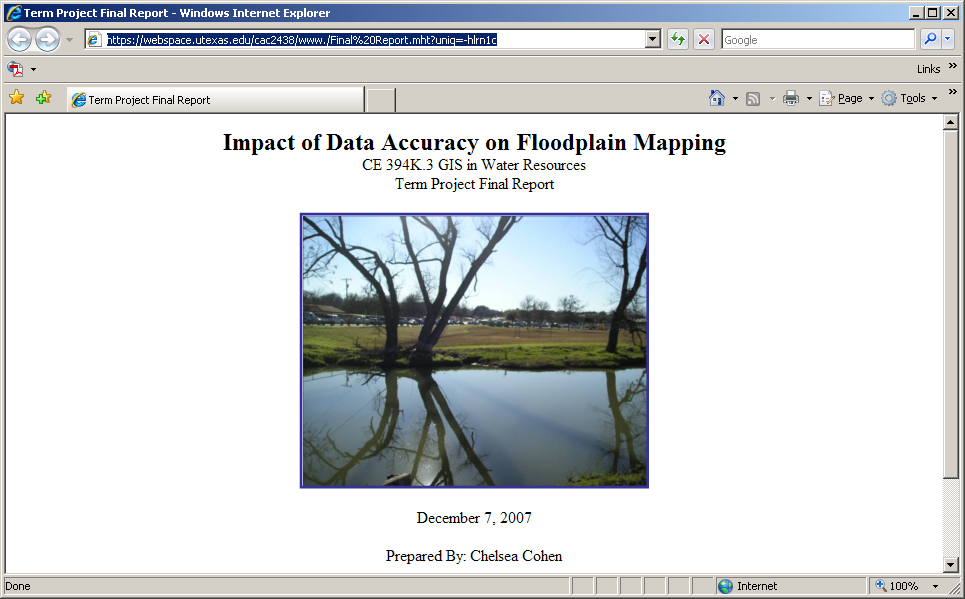 Term Project Final Report - Windows Internet Explorer
https://webspace.utexas.edu/cac2438/www./Final%20Report.mht?uniq=-hlrn1c
Google
Links »
Term Project Final Report
Page
Tools »
Impact of Data Accuracy on Floodplain Mapping
CE 394K.3 GIS in Water Resources
Term Project Final Report
December 7, 2007
Prepared By: Chelsea Cohen
Done
Internet
100%